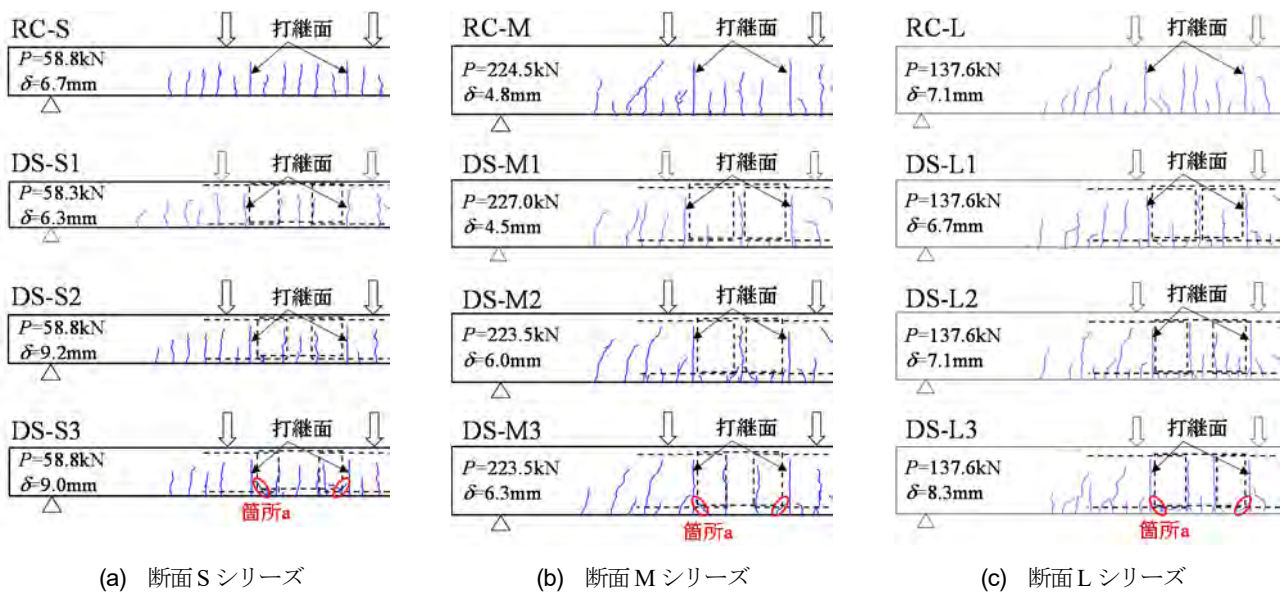 RC-S
打継面
P=58.8kN
δ=6.7mm
DS-S1
打継面
P=58.3kN
δ=6.3mm
DS-S2
打継面
P=58.8kN
δ=9.2mm
DS-S3
打継面
P=58.8kN
δ=9.0mm
箇所a
(a) 断面Sシリーズ
RC-M
打継面
P=224.5kN
δ=4.8mm
DS-M1
打継面
P=227.0kN
δ=4.5mm
DS-M2
打継面
P=223.5kN
δ=6.0mm
DS-M3
打継面
P=223.5kN
δ=6.3mm
箇所a
(b) 断面Mシリーズ
RC-L
打継面
P=137.6kN
δ=7.1mm
DS-L1
打継面
P=137.6kN
δ=6.7mm
DS-L2
打継面
P=137.6kN
δ=7.1mm
DS-L3
打継面
P=137.6kN
δ=8.3mm
箇所a
(c) 断面Lシリーズ